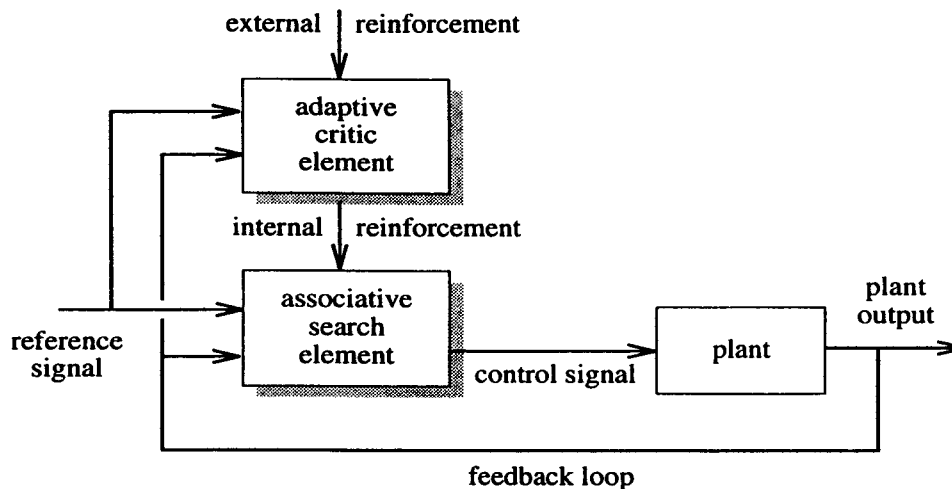 external reinforcement
adaptive
critic
element
internal reinforcement
associative
search
element
reference
signal
control signal
plant
plant
output
feedback loop